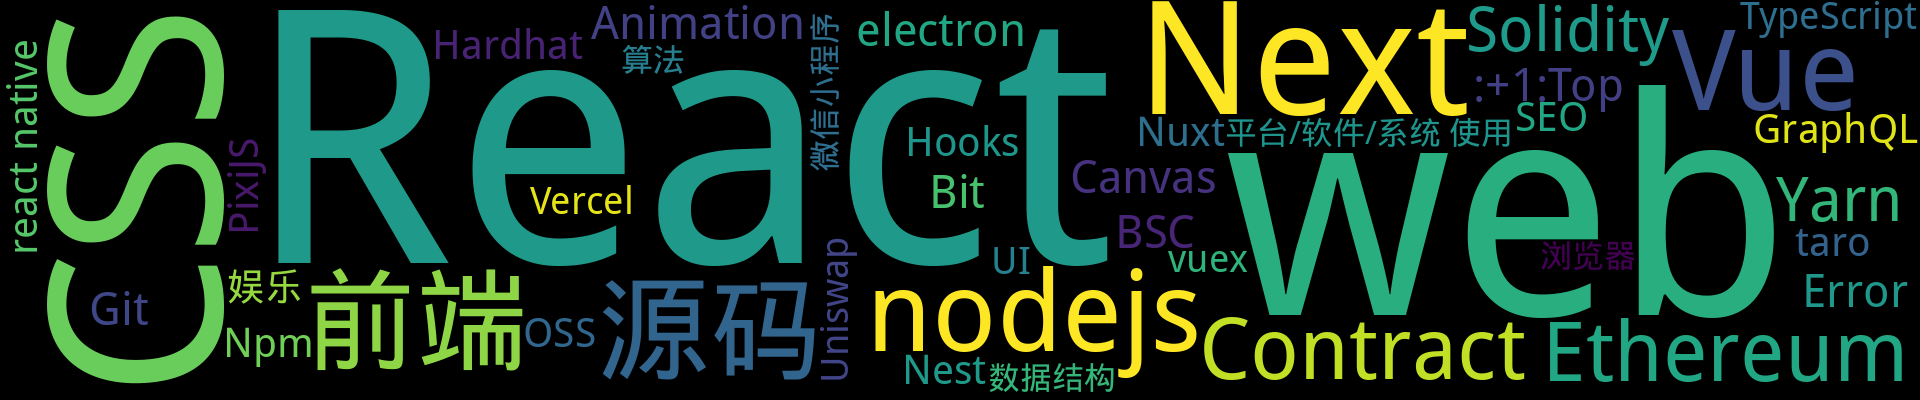 react native
CSS
Git
PixiJS
娱乐
Npm
React
Hardhat
Animation
算法
Vercel
前端
OSS
源码
微信小程序
Uniswap
electron
Hooks
Bit
UI
nodejs
Nest
数据结构
Next
Nuxt
平台/软件/系统 使用
Canvas
BSC
vuex
web
Contract
Solidity
:+1:Top
SEO
浏览器
Ethereum
TypeScript
Vue
GraphQL
Yarn
taro
Error